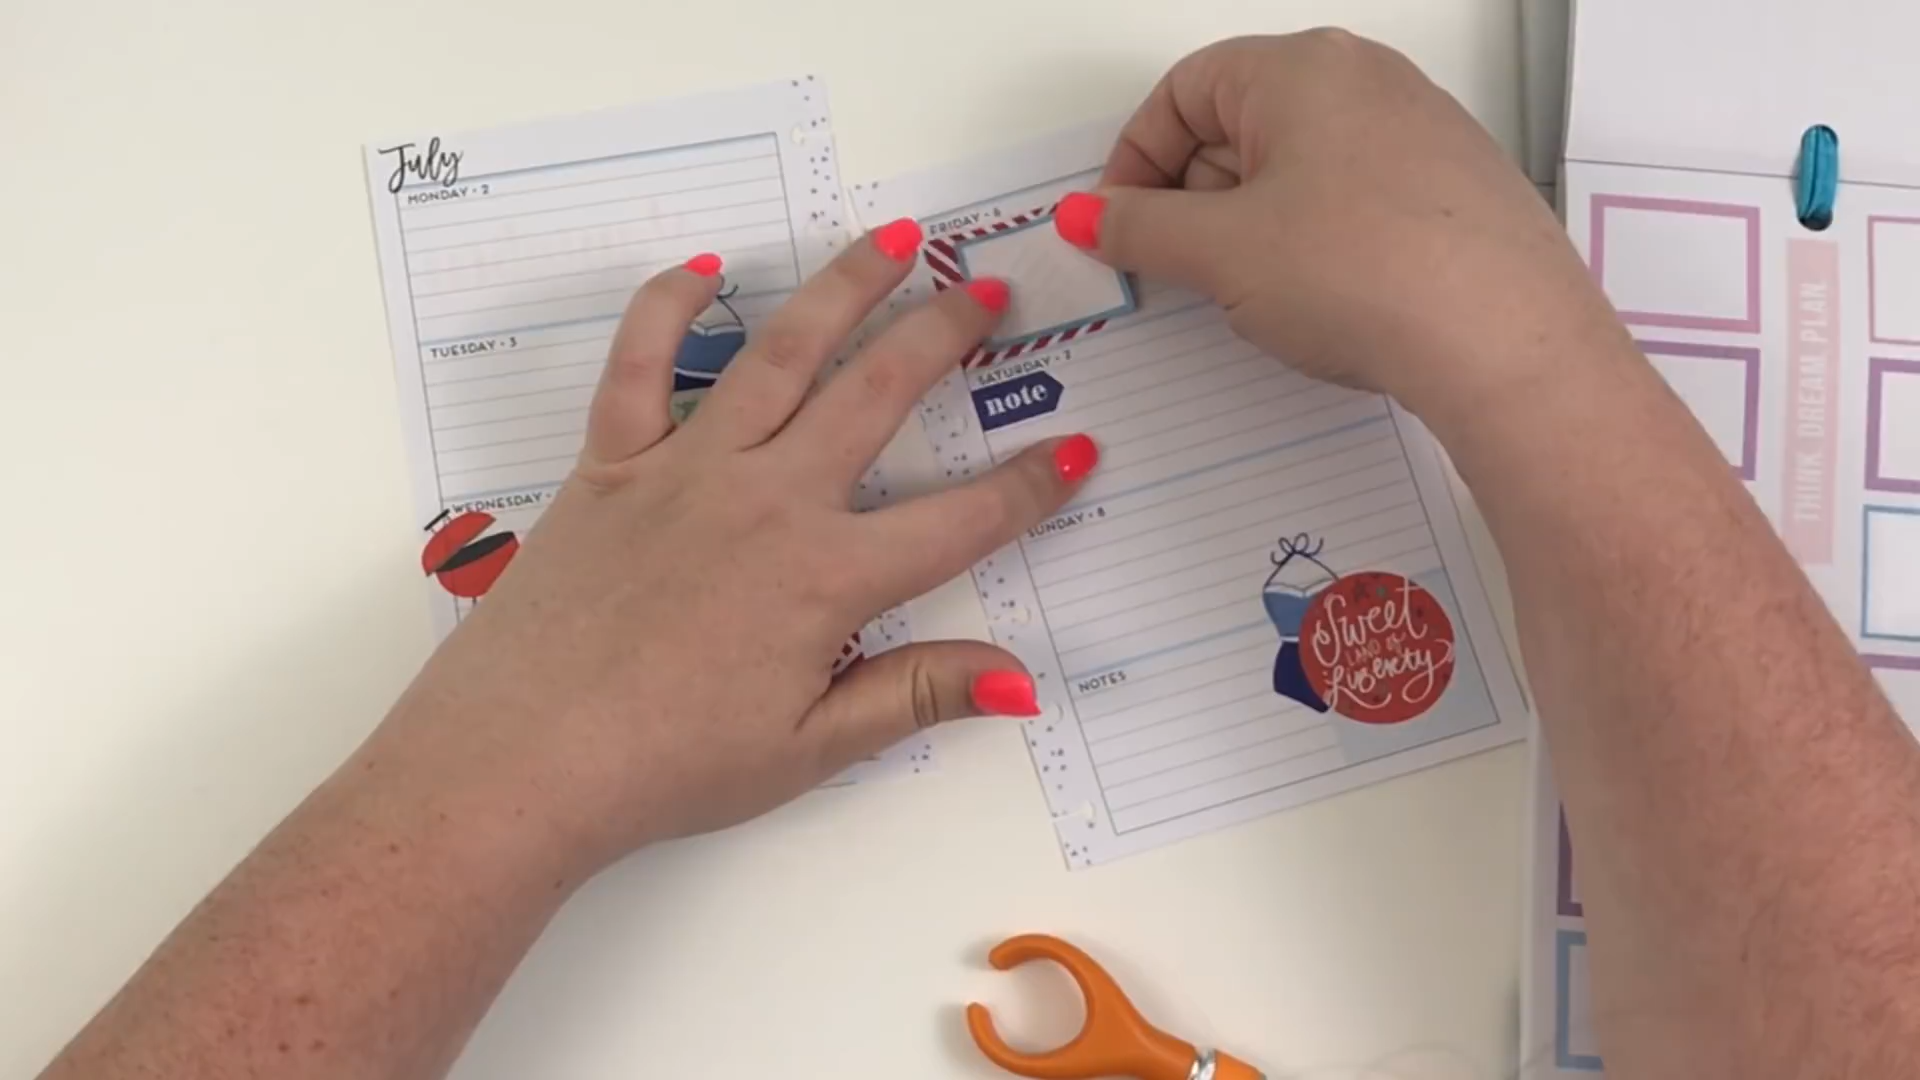 July
MONDAY · 2
TUESDAY · 3
WEDNESDAY ·
FRIDAY · 6
SATURDAY · 7
note
SUNDAY · 8
NOTES
Sweet
LAND of
Liberty
THINK DREAM PLAN